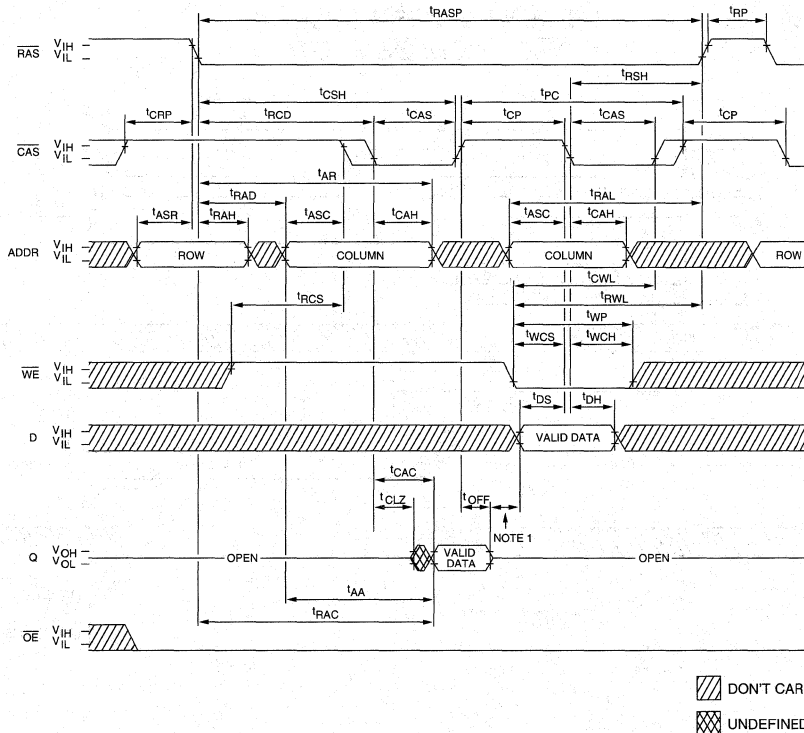 tRASP
tRP
RAS VIH VIL
tRSH
tCSH
tPC
tCRP tRCD tCAS tCP tCAS tCP
CAS VIH VIL
tAR
tRAD tRAL
tASR tRAH tASC tCAH tASC tCAH
ADDR VIH VIL ROW COLUMN COLUMN ROW
tCWL
tRCS tRWL
tWP
tWCS tWCH
WE VIH VIL
tDS tDH
D VIH VIL VALID DATA
tCAC
tCLZ tOFF
NOTE 1
Q VOH VOL OPEN VALID DATA OPEN
tAA
tRAC
OE VIH VIL
DON'T CAR
UNDEFINED